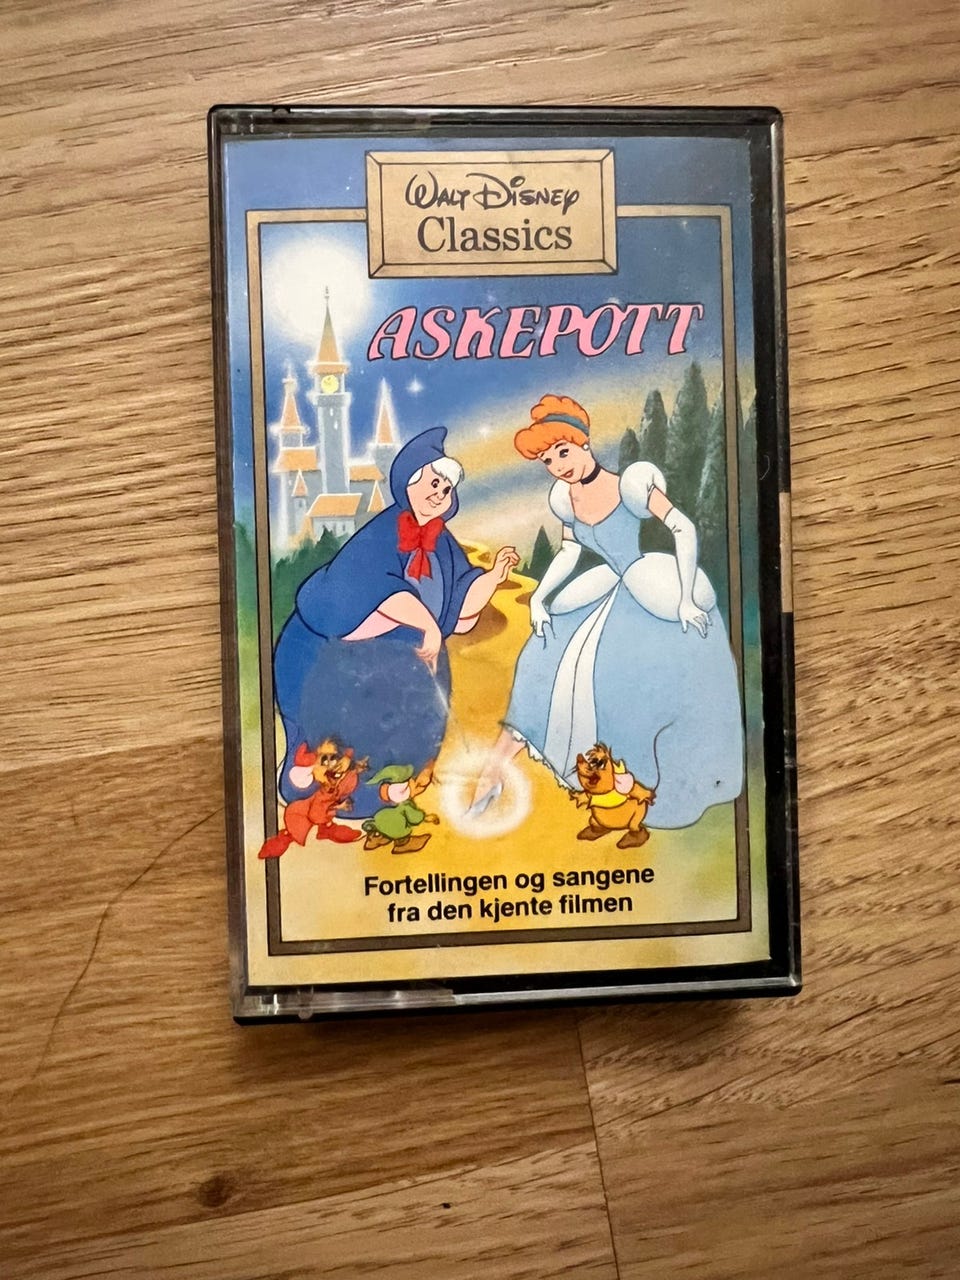 Walt Disney
Classics
ASKEPOTT
Fortellingen og sangene
fra den kjente filmen